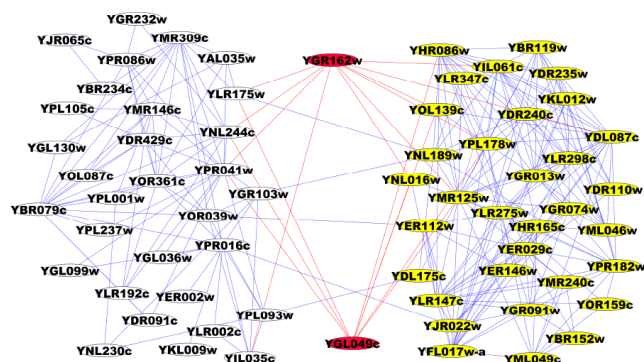 YGR232w
YJR065c
YMR309c
YPR086w
YAL035w
YBR234c
YLR175w
YPL105c
YMR146c
YNL244c
YDR429c
YGL130w
YPR041w
YOL087c
YOR361c
YGR103w
YPL001w
YBR079c
YOR039w
YPL237w
YPR016c
YGL036w
YGL099w
YER002w
YLR192c
YPL093w
YDR091c
YLR002c
YNL230c
YKL009w
YIL035c
YGR162w
YGL049c
YHR086w
YBR119w
YIL061c
YDR235w
YLR347c
YKL012w
YOL139c
YDR240c
YDL087c
YPL178w
YNL189w
YLR298c
YNL016w
YGR013w
YDR110w
YMR125w
YLR275w
YGR074w
YER112w
YHR165c
YML046w
YER029c
YPR182w
YDL175c
YER146w
YMR240c
YLR147c
YOR159c
YGR091w
YJR022w
YBR152w
YFL017w-a
YML049c